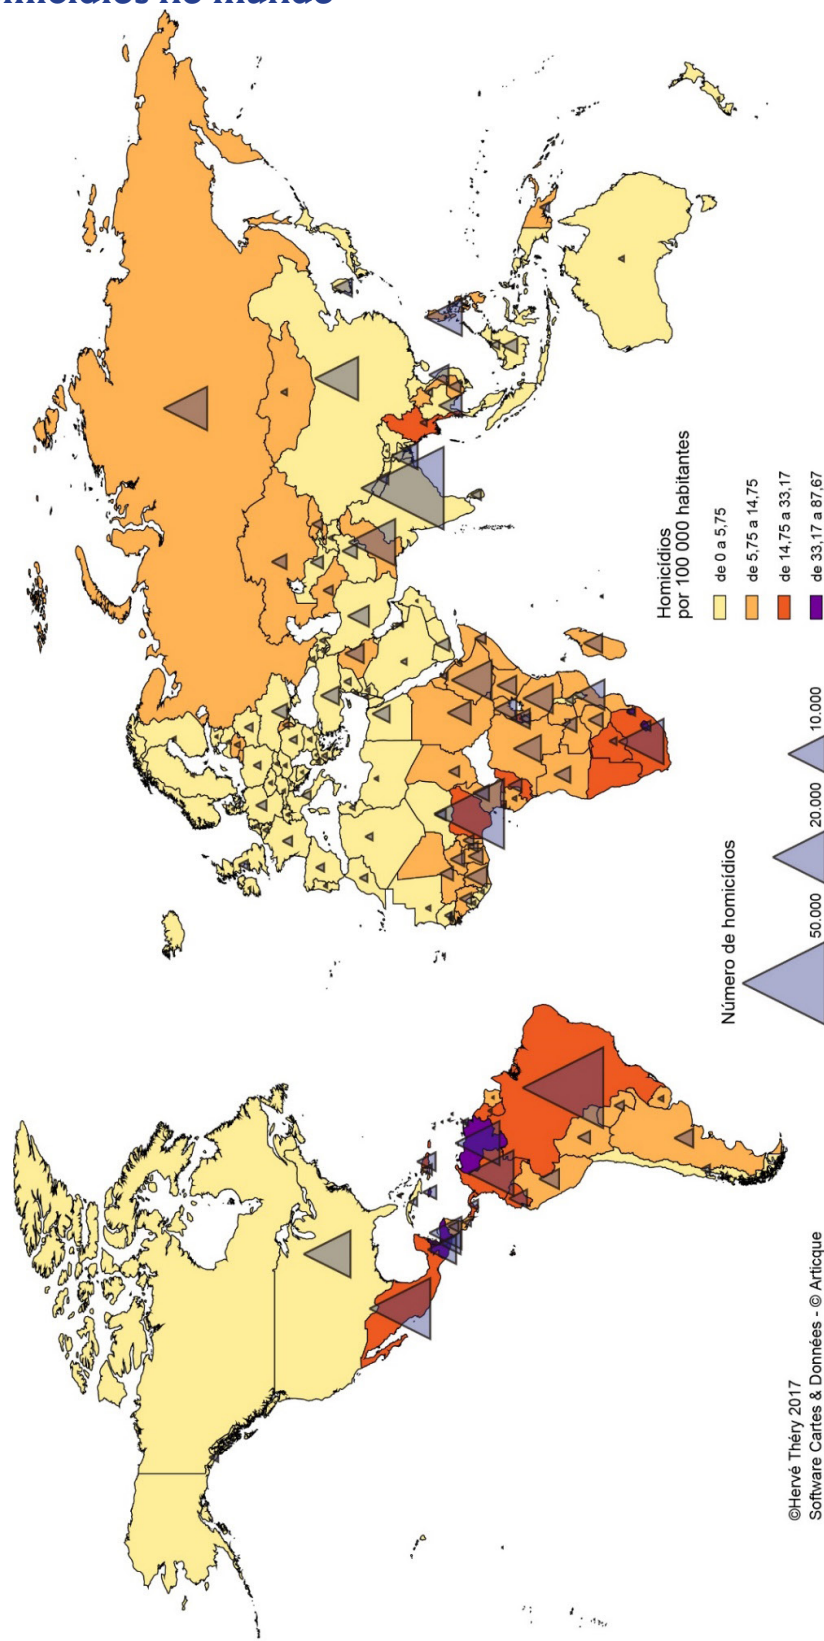 no mundo
Homicídios
por 100 000 habitantes
de 0 a 5,75
de 5,75 a 14,75
de 14,75 a 33,17
de 33,17 a 87,67
Número de homicídios
50.000
20.000
10.000
©Hervé Théry 2017
Software Cartes & Données - © Articque